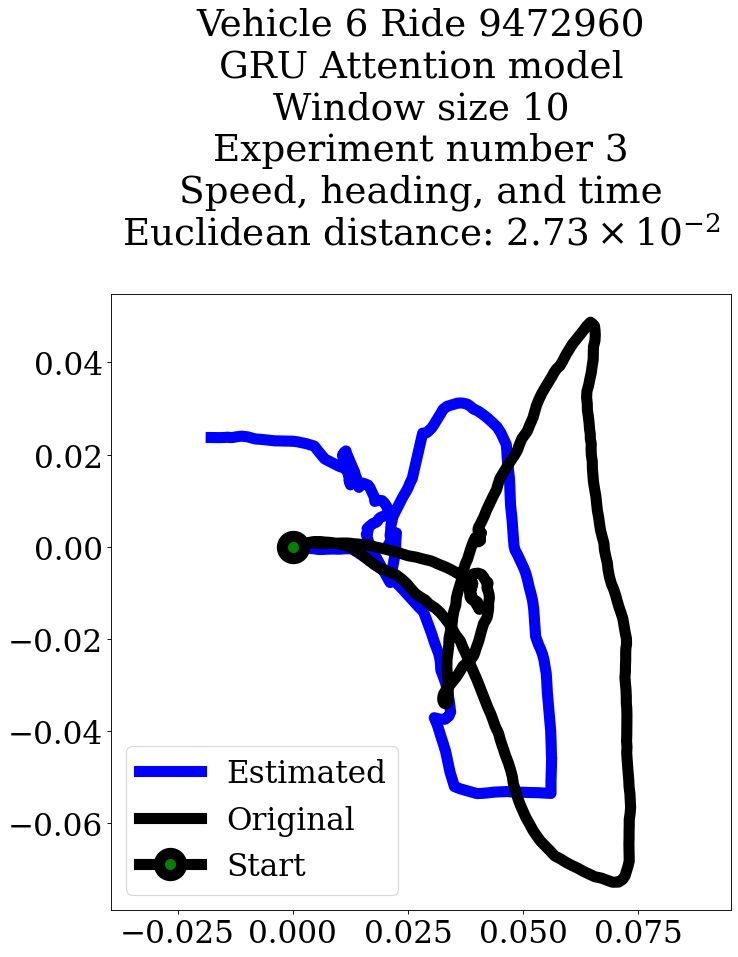 Vehicle 6 Ride 9472960
GRU Attention model
Window size 10
Experiment number 3
Speed, heading, and time
Euclidean distance: 2.73 × 10⁻²
0.04
0.02
0.00
−0.02
−0.04
−0.06
Estimated
Original
Start
−0.025 0.000 0.025 0.050 0.075